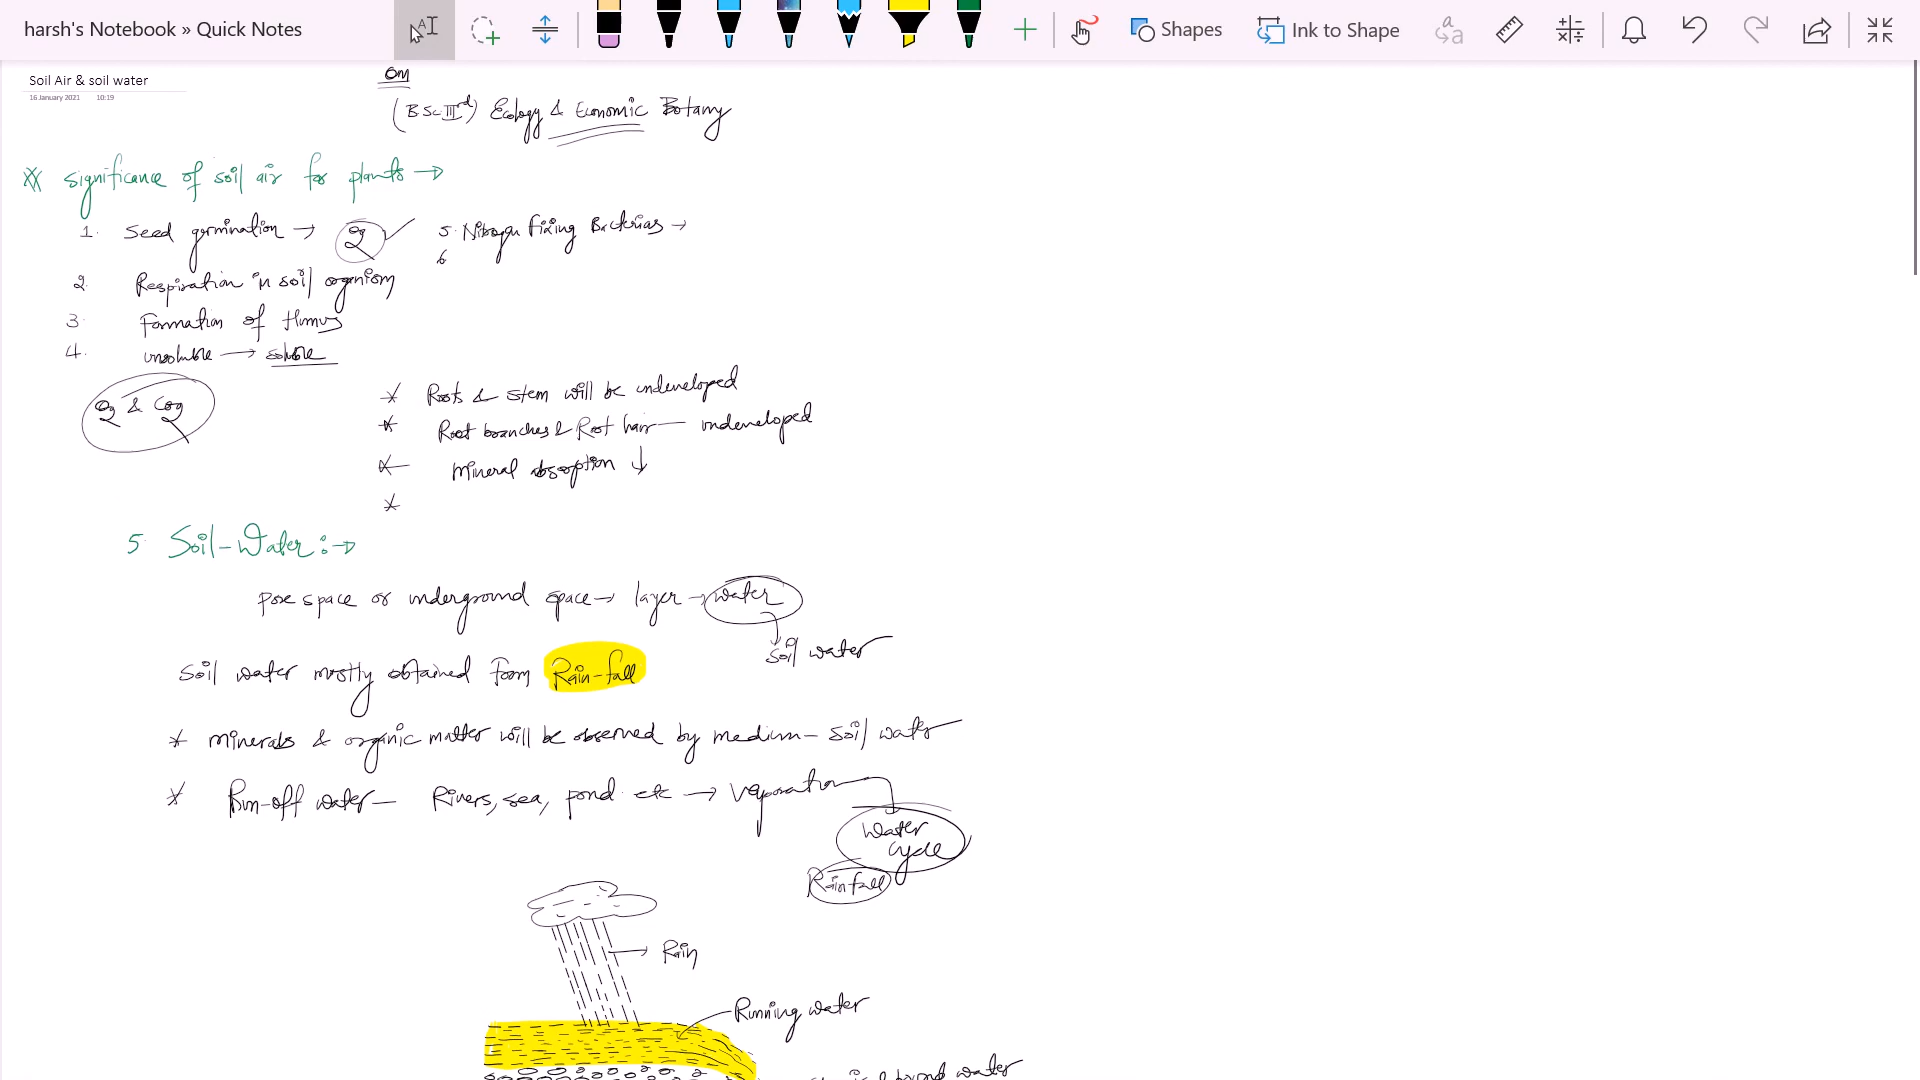 harsh's Notebook » Quick Notes
Shapes
Ink to Shape
Soil Air & soil water
16 January 2021 10:19
Om
(BSc IIIrd) Ecology & Economic Botany
significance of soil air for plants →
1. Seed germination → O2
5. Nitrogen fixing Bacterias →
6
2. Respiration in soil organism
3. Formation of Humus
4. unsoluble → soluble
O2 & CO2
* Roots & stem will be undeveloped
* Root branches & Root hair — undeveloped
* mineral absorption ↓
*
5 Soil-Water :→
pore space or underground space → layer → water
soil water
Soil water mostly obtained from Rain-fall
* minerals & organic matter will be observed by medium - soil water
* Run-off water — Rivers, sea, pond etc → vaporation
water cycle
Rainfall
Rain
Running water
bound water